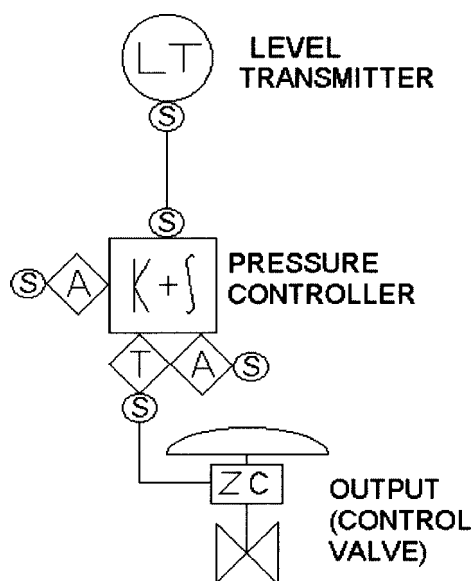 LT
LEVEL
TRANSMITTER
S
S
S A K+∫ PRESSURE
CONTROLLER
T A S
S
ZC
OUTPUT
(CONTROL
VALVE)